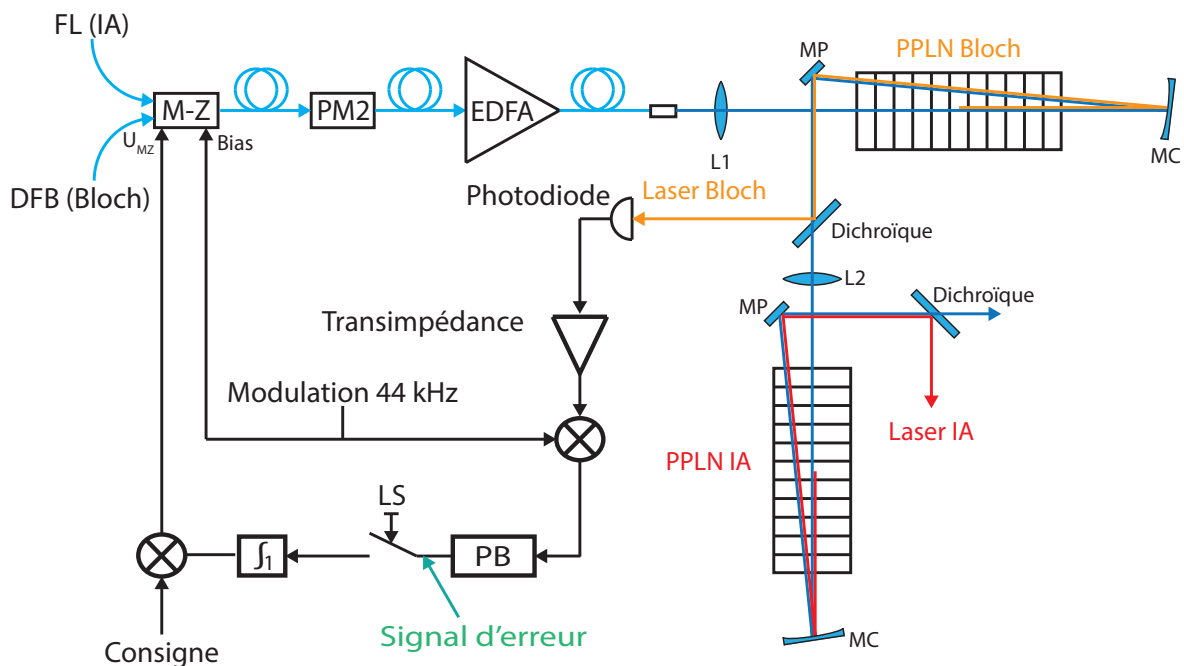 FL (IA)
M-Z
U_MZ
Bias
DFB (Bloch)
PM2
EDFA
L1
MP
PPLN Bloch
MC
Photodiode
Laser Bloch
Dichroïque
L2
MP
Dichroïque
Transimpédance
Modulation 44 kHz
PPLN IA
Laser IA
LS
∫1
PB
Signal d'erreur
MC
Consigne